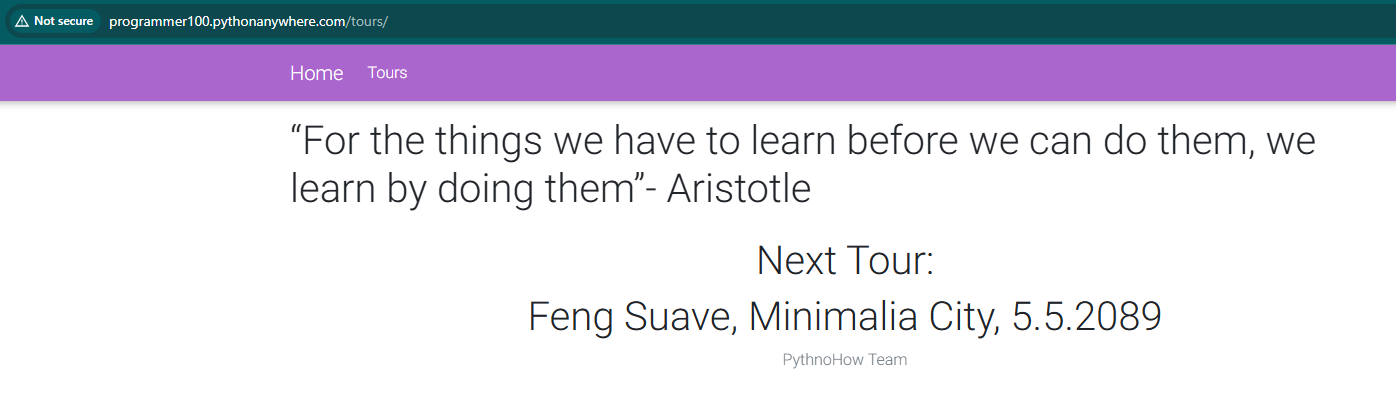 Not secure programmer100.pythonanywhere.com/tours/
Home Tours
“For the things we have to learn before we can do them, we
learn by doing them”- Aristotle
Next Tour:
Feng Suave, Minimalia City, 5.5.2089
PythnoHow Team